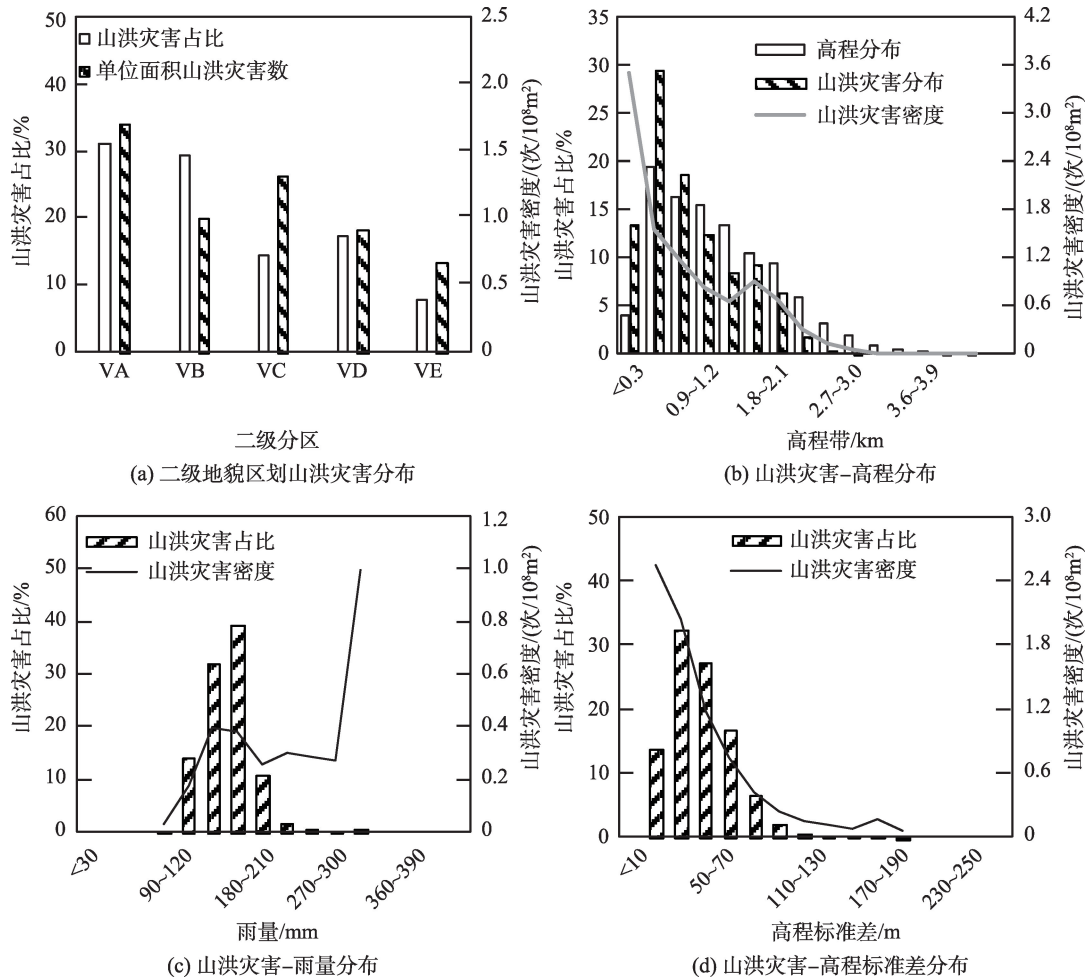 50
40
30
20
10
0
山洪灾害占比/%
山洪灾害占比
单位面积山洪灾害数
2.5
2.0
1.5
1.0
0.5
0
山洪灾害密度/(次/10⁸m²)
VA VB VC VD VE
二级分区
(a) 二级地貌区划山洪灾害分布
35
30
25
20
15
10
5
0
山洪灾害占比/%
高程分布
山洪灾害分布
山洪灾害密度
4.2
3.6
3.0
2.4
1.8
1.2
0.6
0
山洪灾害密度/(次/10⁸m²)
<0.3 0.9~1.2 1.8~2.1 2.7~3.0 3.6~3.9
高程带/km
(b) 山洪灾害–高程分布
60
50
40
30
20
10
0
山洪灾害占比/%
山洪灾害占比
山洪灾害密度
1.2
1.0
0.8
0.6
0.4
0.2
0
山洪灾害密度/(次/10⁸m²)
<30 90~120 180~210 270~300 360~390
雨量/mm
(c) 山洪灾害–雨量分布
50
40
30
20
10
0
山洪灾害占比/%
山洪灾害占比
山洪灾害密度
3.0
2.4
1.8
1.2
0.6
0
山洪灾害密度/(次/10⁸m²)
<10 50~70 110~130 170~190 230~250
高程标准差/m
(d) 山洪灾害–高程标准差分布